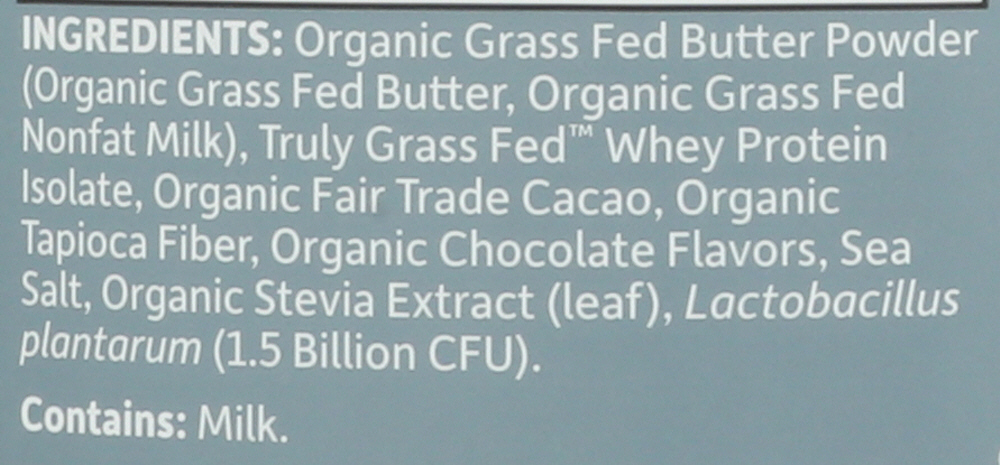 INGREDIENTS: Organic Grass Fed Butter Powder
(Organic Grass Fed Butter, Organic Grass Fed
Nonfat Milk), Truly Grass Fed™ Whey Protein
Isolate, Organic Fair Trade Cacao, Organic
Tapioca Fiber, Organic Chocolate Flavors, Sea
Salt, Organic Stevia Extract (leaf), Lactobacillus
plantarum (1.5 Billion CFU).
Contains: Milk.